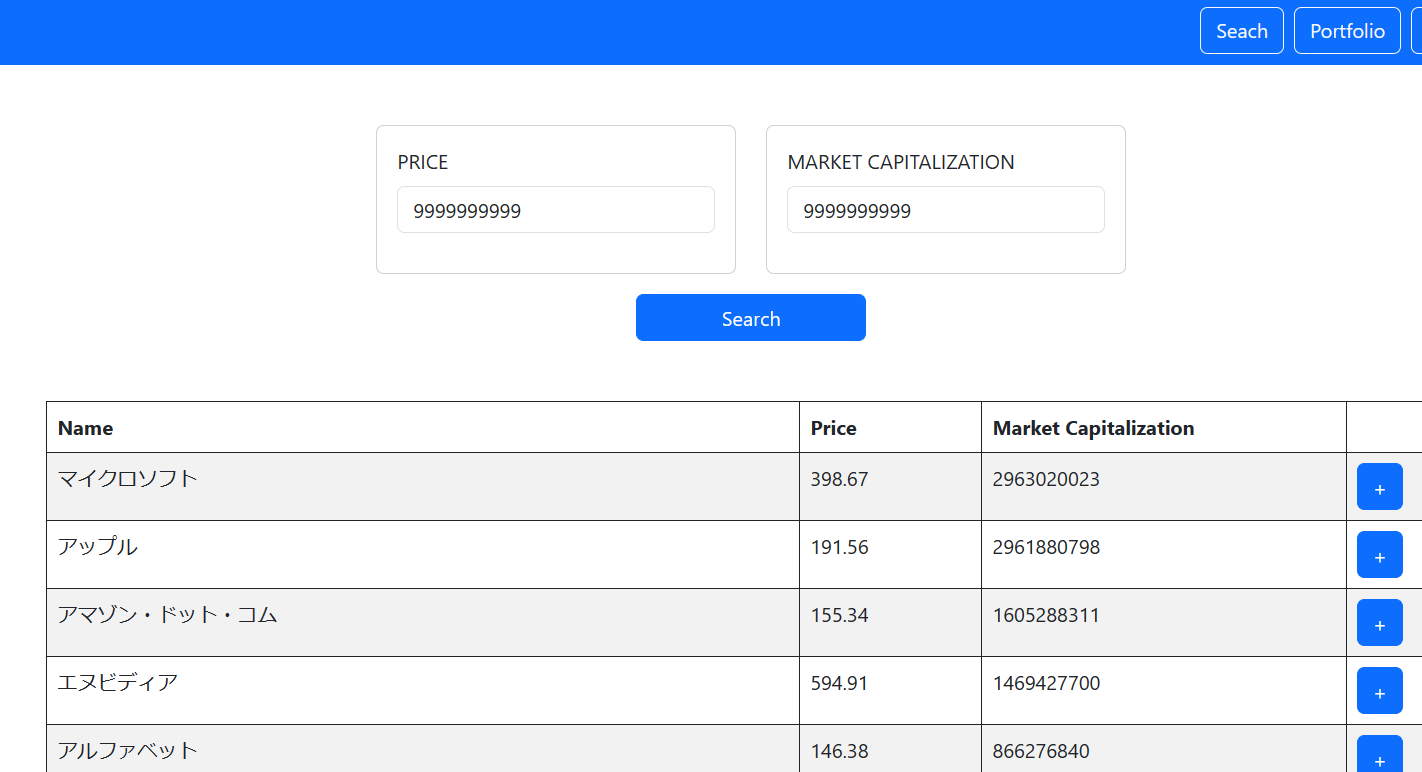 Seach Portfolio
PRICE MARKET CAPITALIZATION
9999999999 9999999999
Search
Name Price Market Capitalization
マイクロソフト 398.67 2963020023 +
アップル 191.56 2961880798 +
アマゾン・ドット・コム 155.34 1605288311 +
エヌビディア 594.91 1469427700 +
アルファベット 146.38 866276840 +